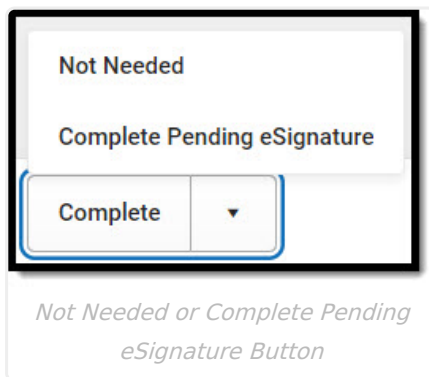 Not Needed
Complete Pending eSignature
Complete
Not Needed or Complete Pending
eSignature Button